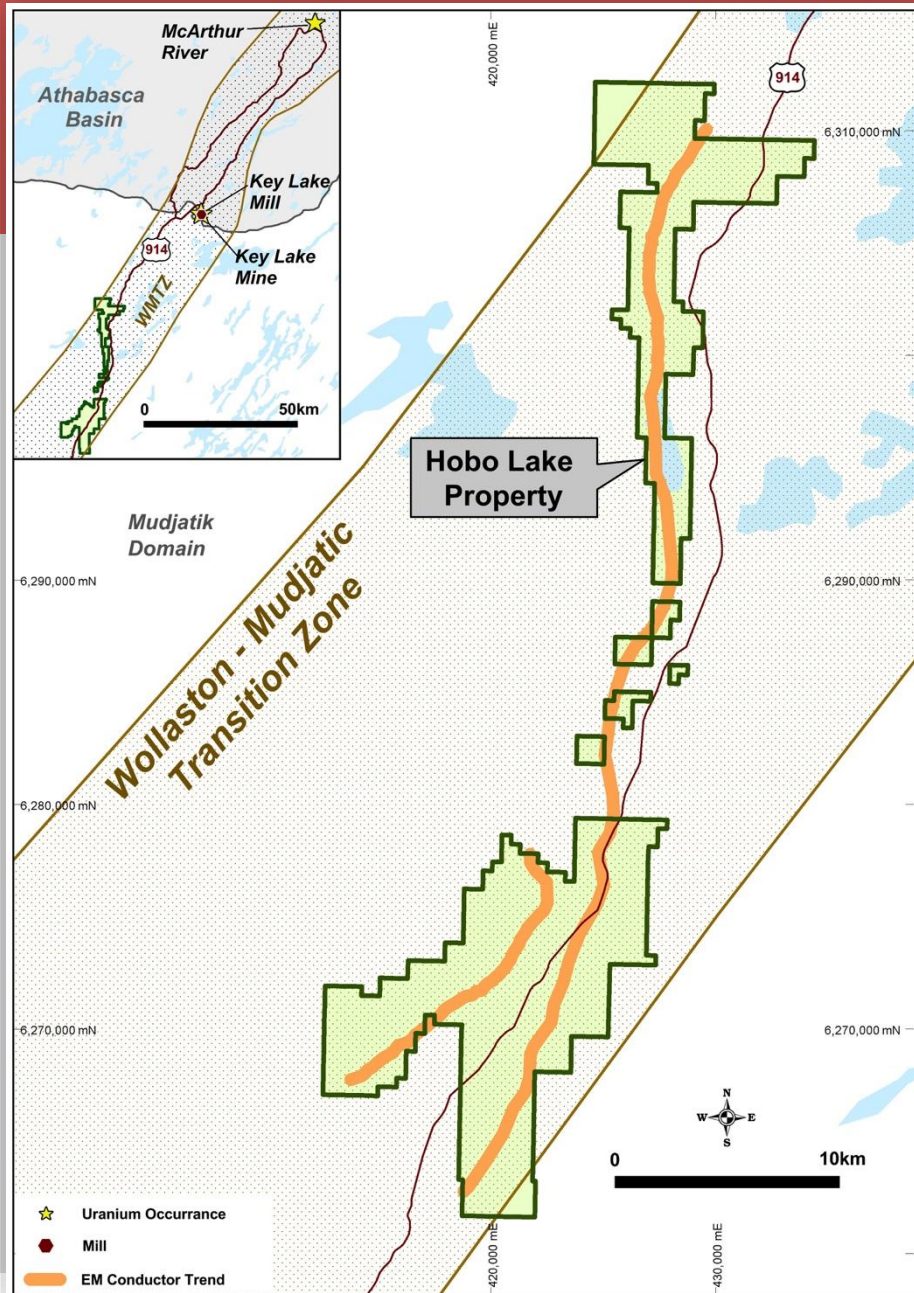 McArthur
River
Athabasca
Basin
Key Lake
Mill
Key Lake
Mine
914
WMTZ
0 50km
420,000 mE
914
6,310,000 mN
Hobo Lake
Property
Mudjatik
Domain
6,290,000 mN
6,290,000 mN
Wollaston - Mudjatic
Transition Zone
6,280,000 mN
6,270,000 mN
6,270,000 mN
N
W E
S
0 10km
Uranium Occurrance
Mill
EM Conductor Trend
420,000 mE
430,000 mE